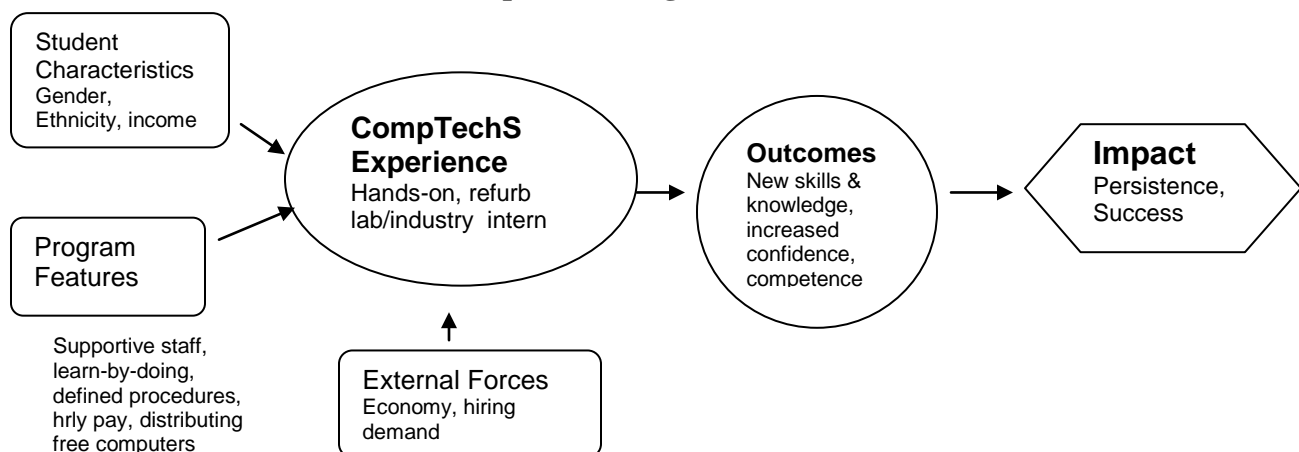 Student
Characteristics
Gender,
Ethnicity, income
Program
Features
Supportive staff,
learn-by-doing,
defined procedures,
hrly pay, distributing
free computers
CompTechS
Experience
Hands-on, refurb
lab/industry intern
External Forces
Economy, hiring
demand
Outcomes
New skills &
knowledge,
increased
confidence,
competence
Impact
Persistence,
Success